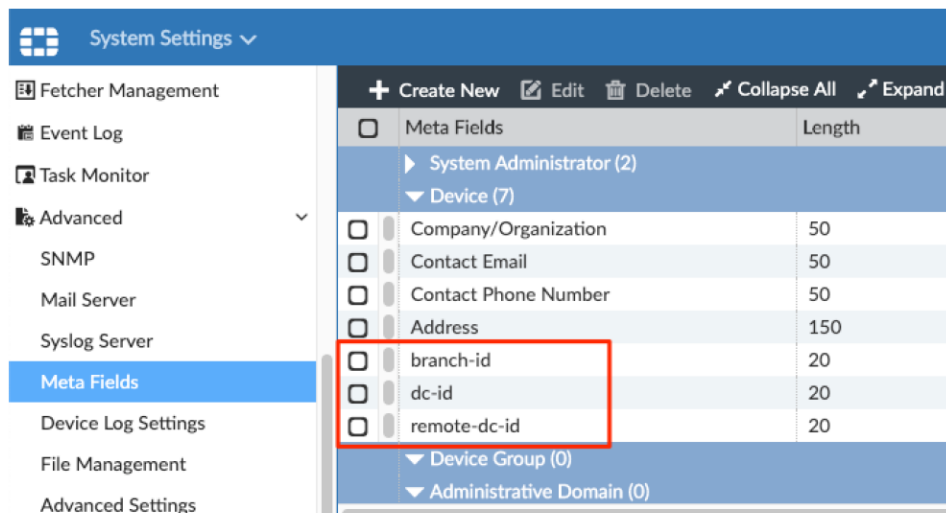 System Settings
Fetcher Management
Event Log
Task Monitor
Advanced
SNMP
Mail Server
Syslog Server
Meta Fields
Device Log Settings
File Management
Advanced Settings
Create New Edit Delete Collapse All Expand
Meta Fields Length
System Administrator (2)
Device (7)
Company/Organization 50
Contact Email 50
Contact Phone Number 50
Address 150
branch-id 20
dc-id 20
remote-dc-id 20
Device Group (0)
Administrative Domain (0)